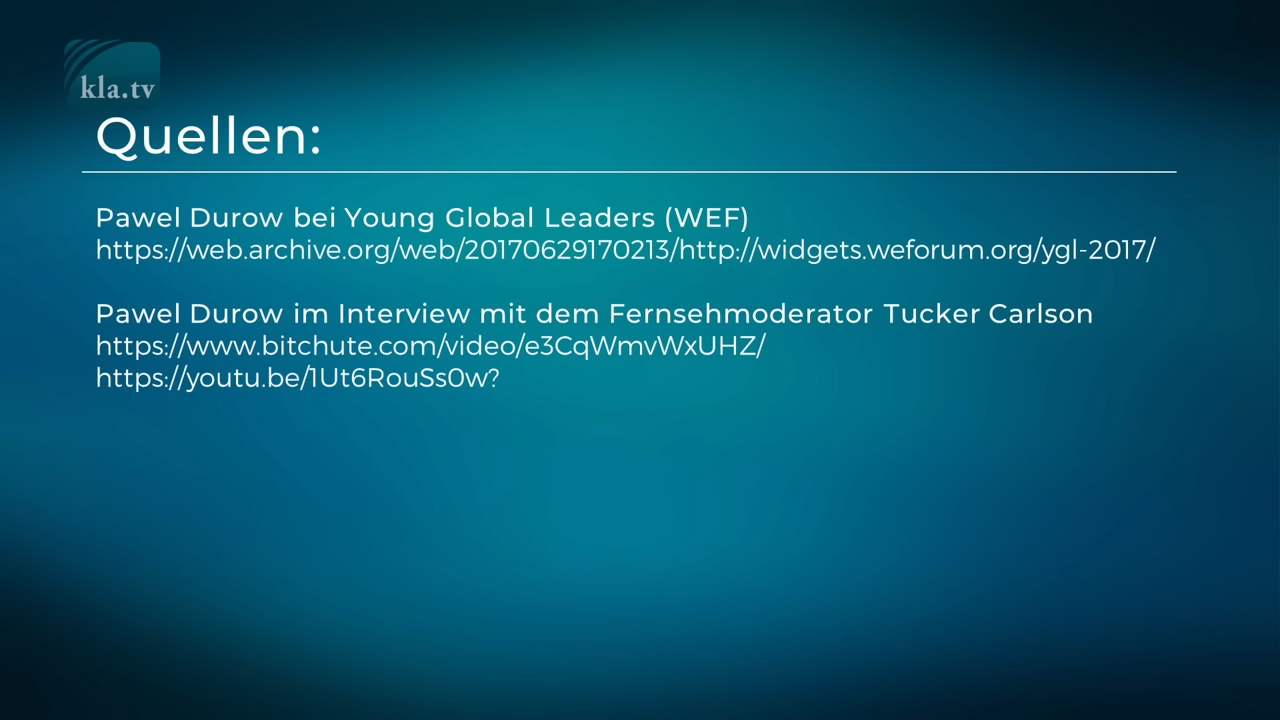 kla.tv
Quellen:
Pawel Durow bei Young Global Leaders (WEF)
https://web.archive.org/web/20170629170213/http://widgets.weforum.org/ygl-2017/
Pawel Durow im Interview mit dem Fernsehmoderator Tucker Carlson
https://www.bitchute.com/video/e3CqWmvWxUHZ/
https://youtu.be/1Ut6RouSs0w?